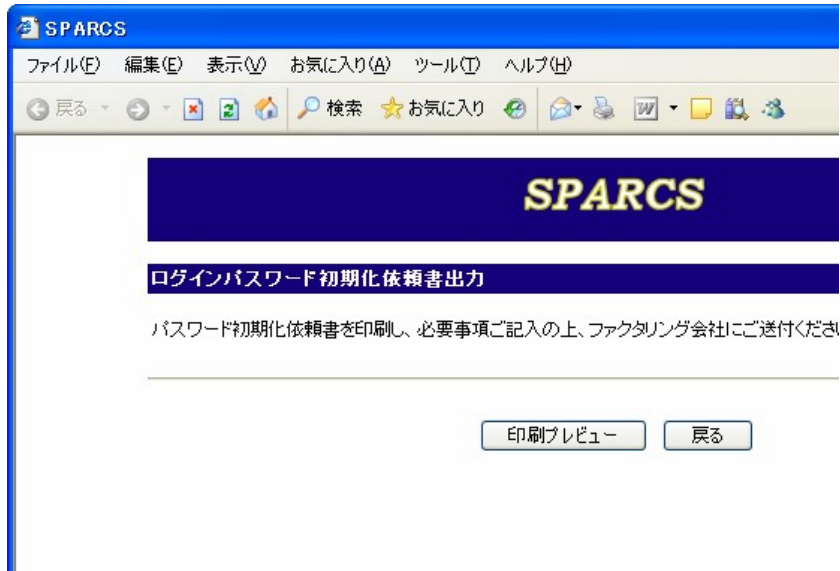 SPARCS
ファイル(F) 編集(E) 表示(V) お気に入り(A) ツール(T) ヘルプ(H)
戻る 検索 お気に入り
SPARCS
ログインパスワード初期化依頼書出力
パスワード初期化依頼書を印刷し、必要事項ご記入の上、ファクタリング会社にご送付くださ
印刷プレビュー 戻る